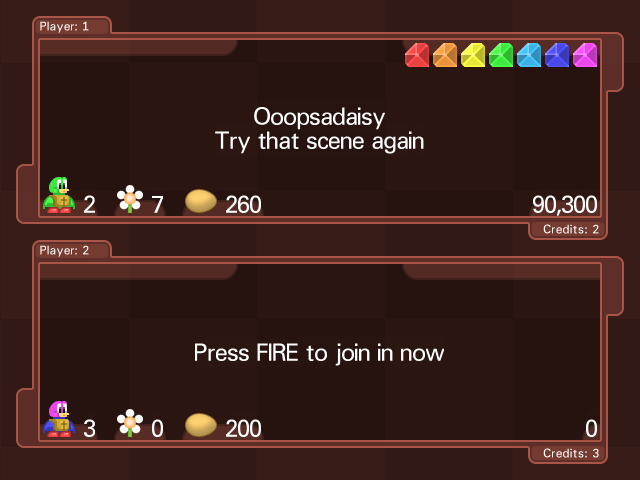 Player: 1
Ooopsadaisy
Try that scene again
2 7 260 90,300
Credits: 2
Player: 2
Press FIRE to join in now
3 0 200 0
Credits: 3